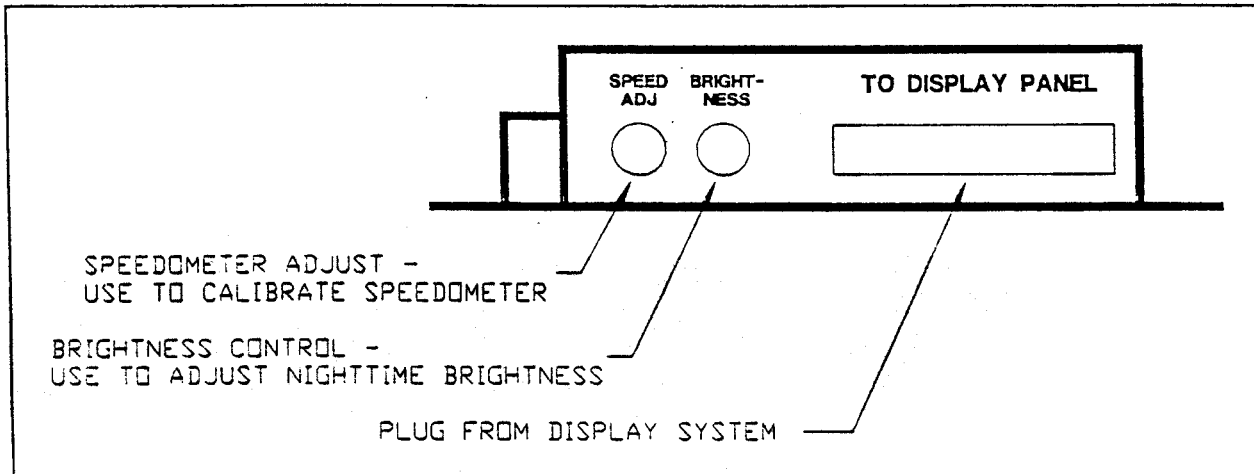 SPEED ADJ
BRIGHT-NESS
TO DISPLAY PANEL
SPEEDOMETER ADJUST -
USE TO CALIBRATE SPEEDOMETER
BRIGHTNESS CONTROL -
USE TO ADJUST NIGHTTIME BRIGHTNESS
PLUG FROM DISPLAY SYSTEM